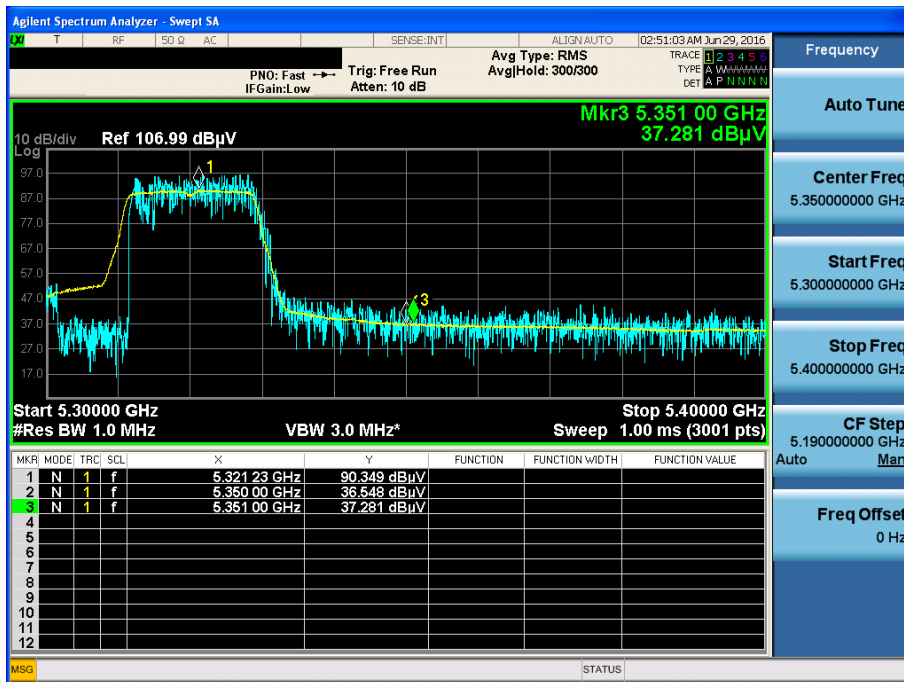 Agilent Spectrum Analyzer - Swept SA
LXI T RF 50 Ω AC SENSE:INT ALIGN AUTO 02:51:03 AM Jun 29, 2016
PNO: Fast
IFGain:Low
Trig: Free Run
Atten: 10 dB
Avg Type: RMS
Avg|Hold: 300/300
TRACE 1 2 3 4 5 6
TYPE A WWWWW
DET A P N N N N
Mkr3 5.351 00 GHz
37.281 dBµV
10 dB/div Ref 106.99 dBµV
Log
97.0
87.0
77.0
67.0
57.0
47.0
37.0
27.0
17.0
1
3
Start 5.30000 GHz Stop 5.40000 GHz
#Res BW 1.0 MHz VBW 3.0 MHz* Sweep 1.00 ms (3001 pts)
MKR MODE TRC SCL X Y FUNCTION FUNCTION WIDTH FUNCTION VALUE
1 N 1 f 5.321 23 GHz 90.349 dBµV
2 N 1 f 5.350 00 GHz 36.548 dBµV
3 N 1 f 5.351 00 GHz 37.281 dBµV
4
5
6
7
8
9
10
11
12
MSG STATUS
Frequency
Auto Tune
Center Freq
5.350000000 GHz
Start Freq
5.300000000 GHz
Stop Freq
5.400000000 GHz
CF Step
5.190000000 GHz
Auto Man
Freq Offset
0 Hz